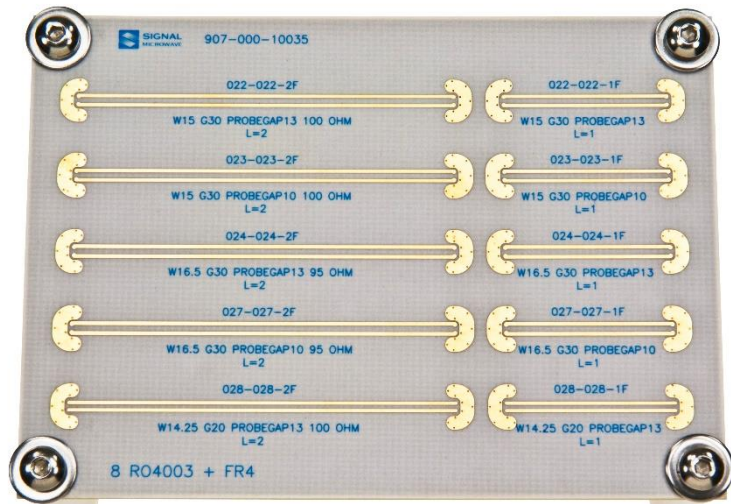 SIGNAL
MICROWAVE
907-000-10035
022-022-2F
W15 G30 PROBEGAP13 100 OHM
L=2
022-022-1F
W15 G30 PROBEGAP13
L=1
023-023-2F
W15 G30 PROBEGAP10 100 OHM
L=2
023-023-1F
W15 G30 PROBEGAP10
L=1
024-024-2F
W16.5 G30 PROBEGAP13 95 OHM
L=2
024-024-1F
W16.5 G30 PROBEGAP13
L=1
027-027-2F
W16.5 G30 PROBEGAP10 95 OHM
L=2
027-027-1F
W16.5 G30 PROBEGAP10
L=1
028-028-2F
W14.25 G20 PROBEGAP13 100 OHM
L=2
028-028-1F
W14.25 G20 PROBEGAP13
L=1
8 RO4003 + FR4